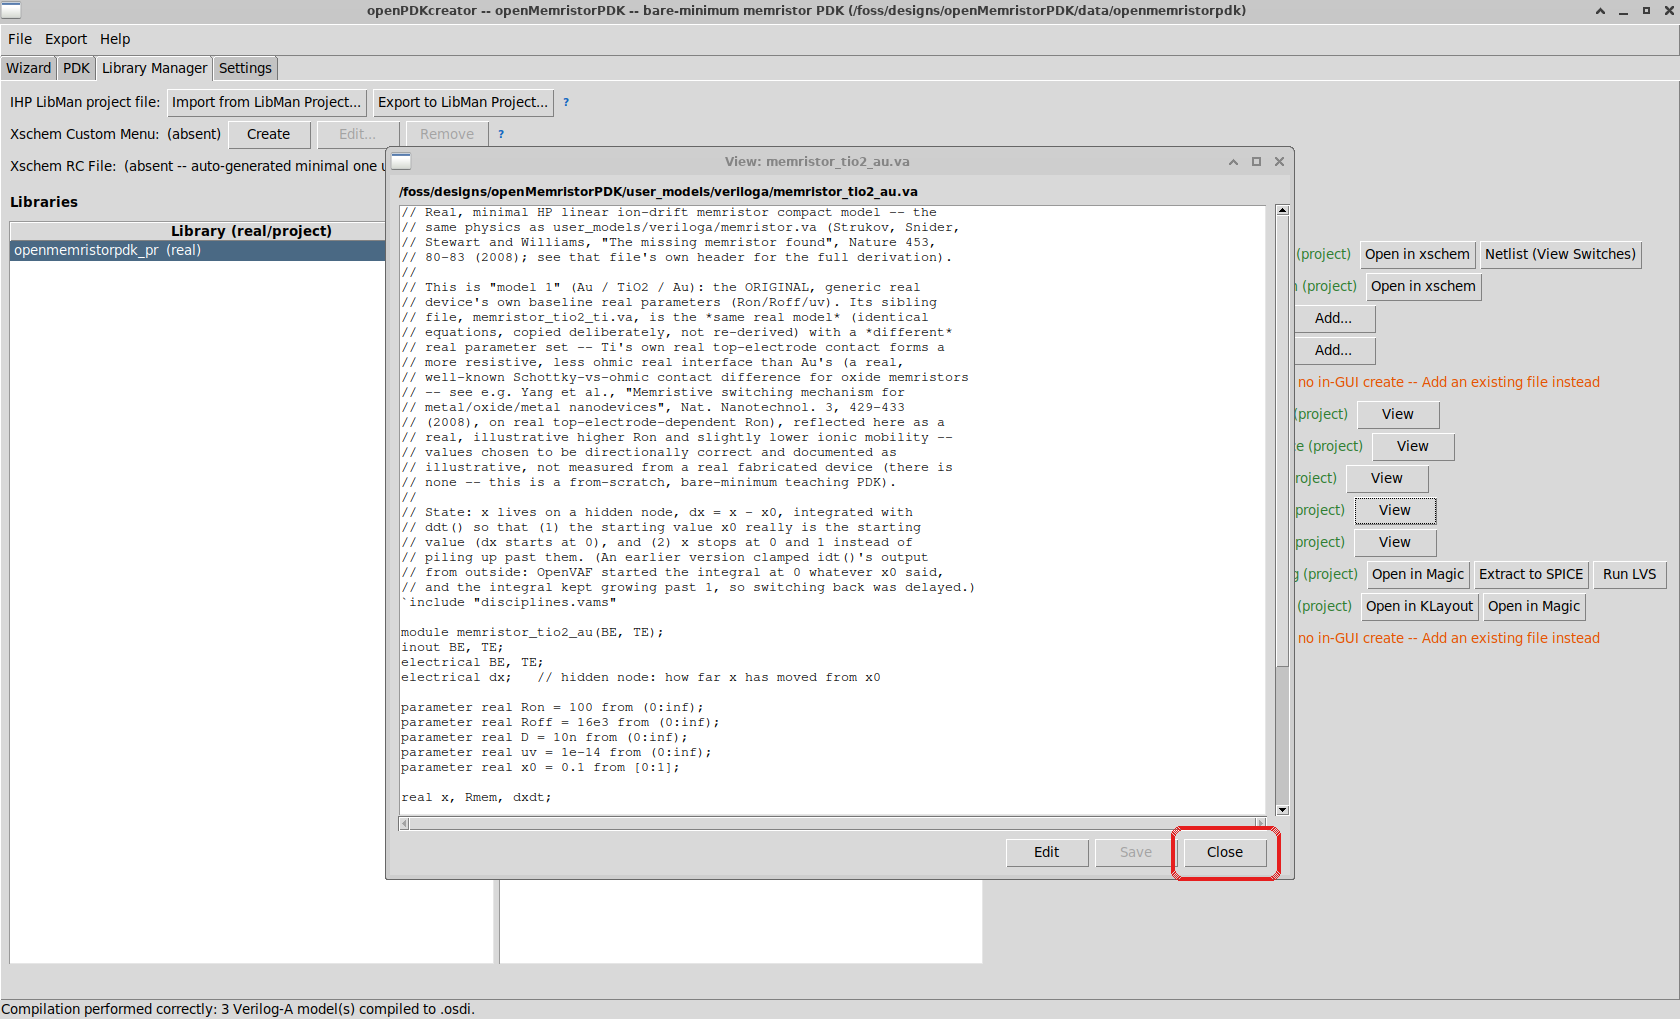 openPDKcreator -- openMemristorPDK -- bare-minimum memristor PDK (/foss/designs/openMemristorPDK/data/openmemristorpdk)
File Export Help
Wizard PDK Library Manager Settings
IHP LibMan project file: Import from LibMan Project... Export to LibMan Project... ?
Xschem Custom Menu: (absent) Create Edit... Remove ?
Xschem RC File: (absent -- auto-generated minimal one u
Libraries
Library (real/project)
openmemristorpdk_pr (real)
View: memristor_tio2_au.va
/foss/designs/openMemristorPDK/user_models/veriloga/memristor_tio2_au.va
// Real, minimal HP linear ion-drift memristor compact model -- the
// same physics as user_models/veriloga/memristor.va (Strukov, Snider,
// Stewart and Williams, "The missing memristor found", Nature 453,
// 80-83 (2008); see that file's own header for the full derivation).
//
// This is "model 1" (Au / TiO2 / Au): the ORIGINAL, generic real
// device's own baseline real parameters (Ron/Roff/uv). Its sibling
// file, memristor_tio2_ti.va, is the *same real model* (identical
// equations, copied deliberately, not re-derived) with a *different*
// real parameter set -- Ti's own real top-electrode contact forms a
// more resistive, less ohmic real interface than Au's (a real,
// well-known Schottky-vs-ohmic contact difference for oxide memristors
// -- see e.g. Yang et al., "Memristive switching mechanism for
// metal/oxide/metal nanodevices", Nat. Nanotechnol. 3, 429-433
// (2008), on real top-electrode-dependent Ron), reflected here as a
// real, illustrative higher Ron and slightly lower ionic mobility --
// values chosen to be directionally correct and documented as
// illustrative, not measured from a real fabricated device (there is
// none -- this is a from-scratch, bare-minimum teaching PDK).
//
// State: x lives on a hidden node, dx = x - x0, integrated with
// ddt() so that (1) the starting value x0 really is the starting
// value (dx starts at 0), and (2) x stops at 0 and 1 instead of
// piling up past them. (An earlier version clamped idt()'s output
// from outside: OpenVAF started the integral at 0 whatever x0 said,
// and the integral kept growing past 1, so switching back was delayed.)
`include "disciplines.vams"
module memristor_tio2_au(BE, TE);
inout BE, TE;
electrical BE, TE;
electrical dx; // hidden node: how far x has moved from x0
parameter real Ron = 100 from (0:inf);
parameter real Roff = 16e3 from (0:inf);
parameter real D = 10n from (0:inf);
parameter real uv = 1e-14 from (0:inf);
parameter real x0 = 0.1 from [0:1];
real x, Rmem, dxdt;
Edit Save Close
(project) Open in xschem Netlist (View Switches)
(project) Open in xschem
Add...
Add...
no in-GUI create -- Add an existing file instead
(project) View
e (project) View
roject) View
project) View
project) View
g (project) Open in Magic Extract to SPICE Run LVS
(project) Open in KLayout Open in Magic
no in-GUI create -- Add an existing file instead
Compilation performed correctly: 3 Verilog-A model(s) compiled to .osdi.